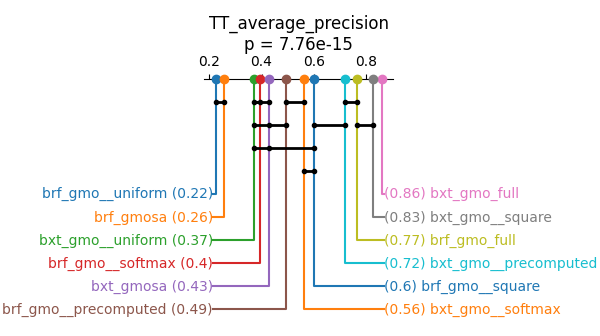 TT_average_precision
p = 7.76e-15
0.2 0.4 0.6 0.8
brf_gmo__uniform (0.22)
(0.86) bxt_gmo_full
brf_gmosa (0.26)
(0.83) bxt_gmo__square
bxt_gmo__uniform (0.37)
(0.77) brf_gmo_full
brf_gmo__softmax (0.4)
(0.72) bxt_gmo__precomputed
bxt_gmosa (0.43)
(0.6) brf_gmo__square
brf_gmo__precomputed (0.49)
(0.56) bxt_gmo__softmax